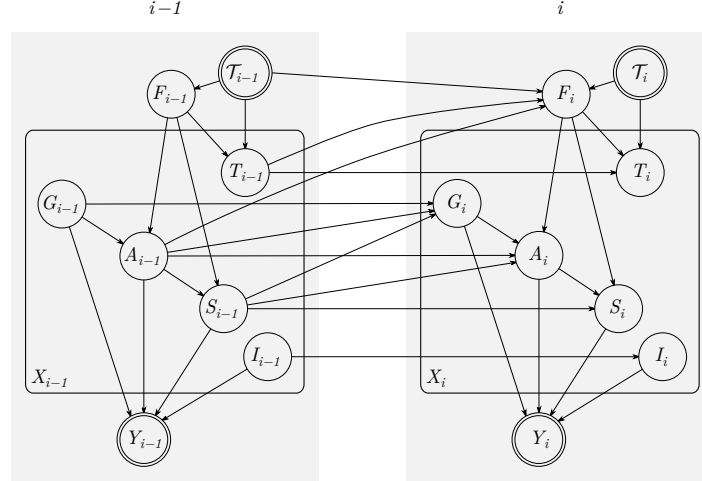 i–1 i
𝒯i–1 𝒯i
Fi–1 Fi
Ti–1 Ti
Gi–1 Gi
Ai–1 Ai
Si–1 Si
Ii–1 Ii
Xi–1 Xi
Yi–1 Yi